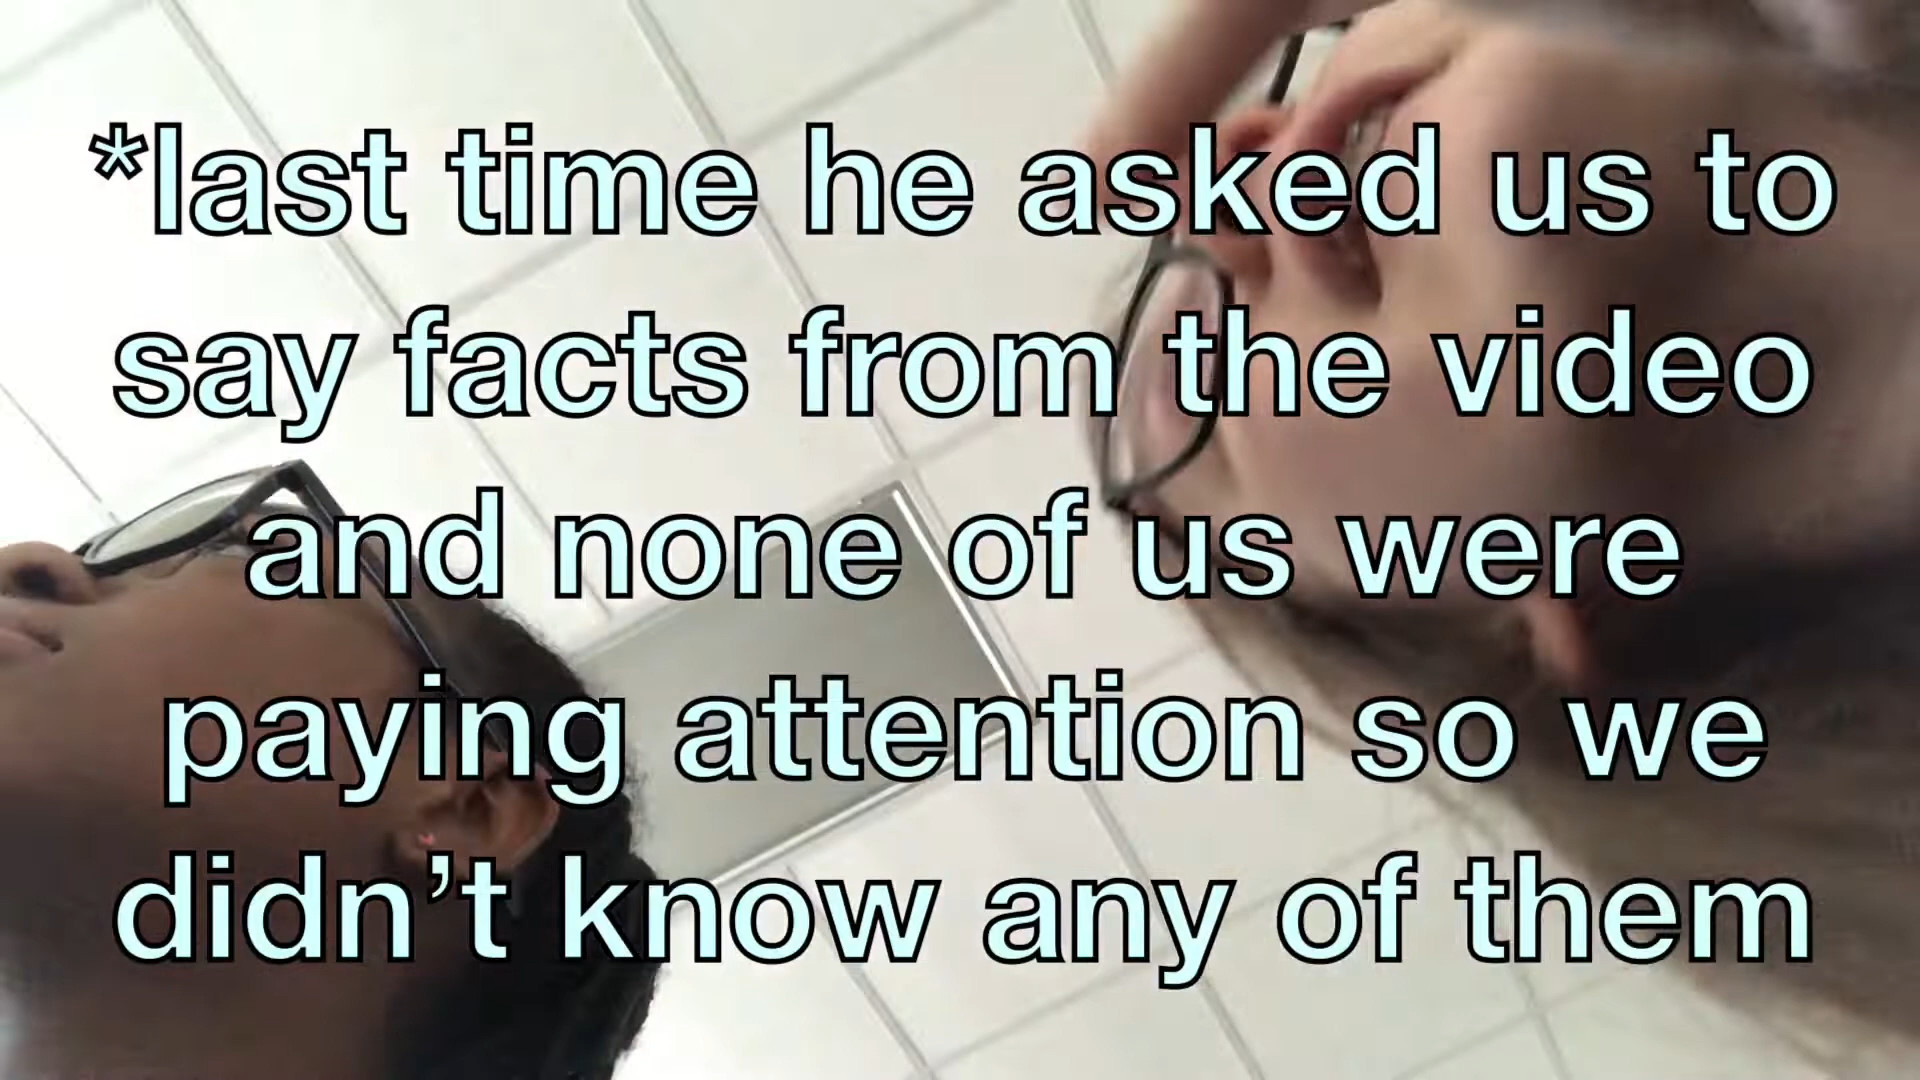 *last time he asked us to
say facts from the video
and none of us were
paying attention so we
didn’t know any of them